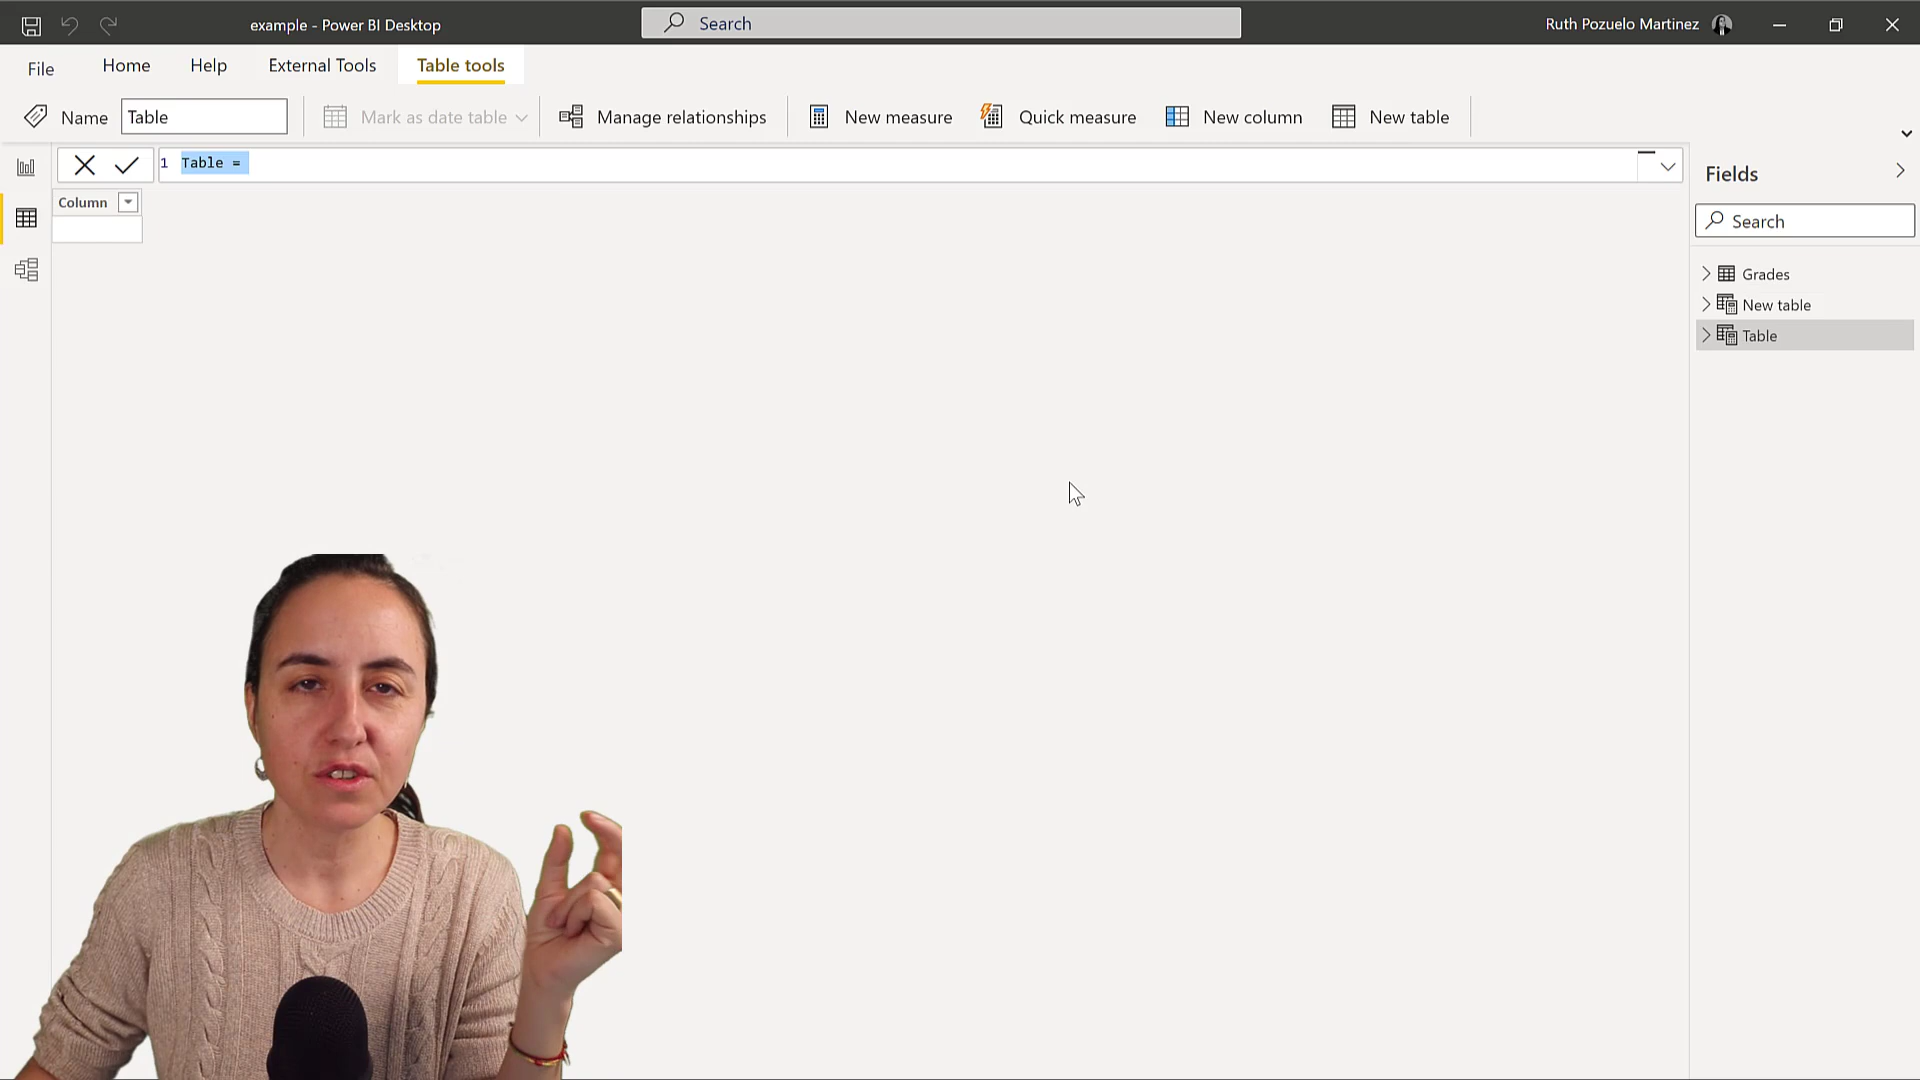 example - Power BI Desktop
Search
Ruth Pozuelo Martinez
File
Home
Help
External Tools
Table tools
Name
Table
Mark as date table
Manage relationships
New measure
Quick measure
New column
New table
1
Table =
Column
Fields
Search
Grades
New table
Table